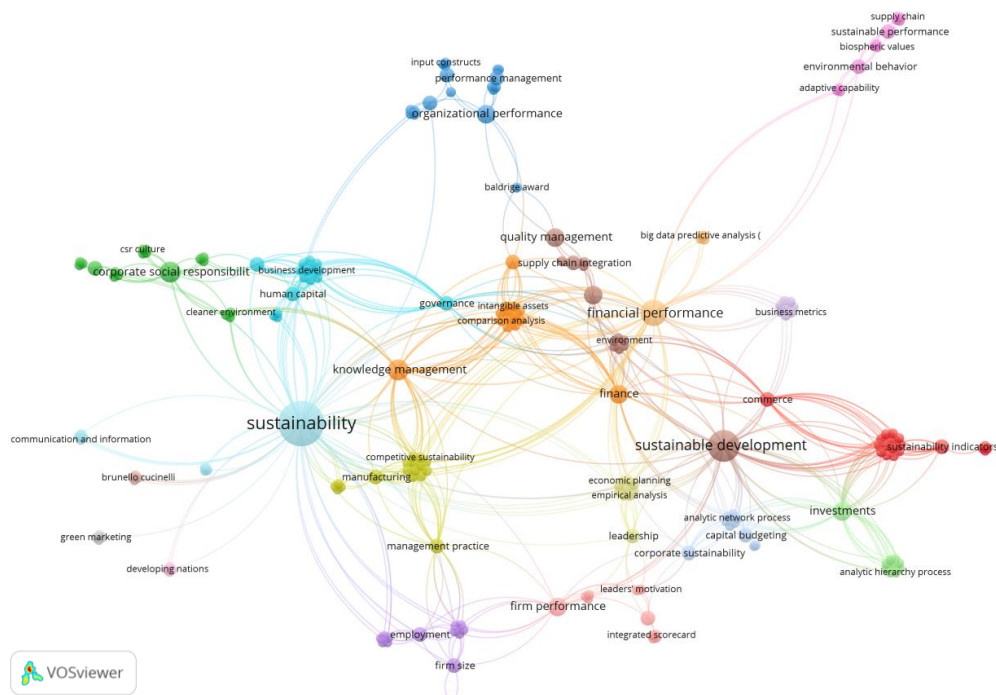 supply chain
sustainable performance
biospheric values
environmental behavior
adaptive capability
input constructs
performance management
organizational performance
baldrige award
quality management
big data predictive analysis (
supply chain integration
csr culture
corporate social responsibilit
business development
human capital
cleaner environment
governance
intangible assets
comparison analysis
financial performance
business metrics
environment
knowledge management
finance
commerce
sustainability
communication and information
sustainable development
sustainability indicators
competitive sustainability
manufacturing
brunello cucinelli
economic planning
empirical analysis
investments
analytic network process
capital budgeting
green marketing
leadership
management practice
corporate sustainability
developing nations
analytic hierarchy process
leaders' motivation
firm performance
employment
integrated scorecard
firm size
VOSviewer